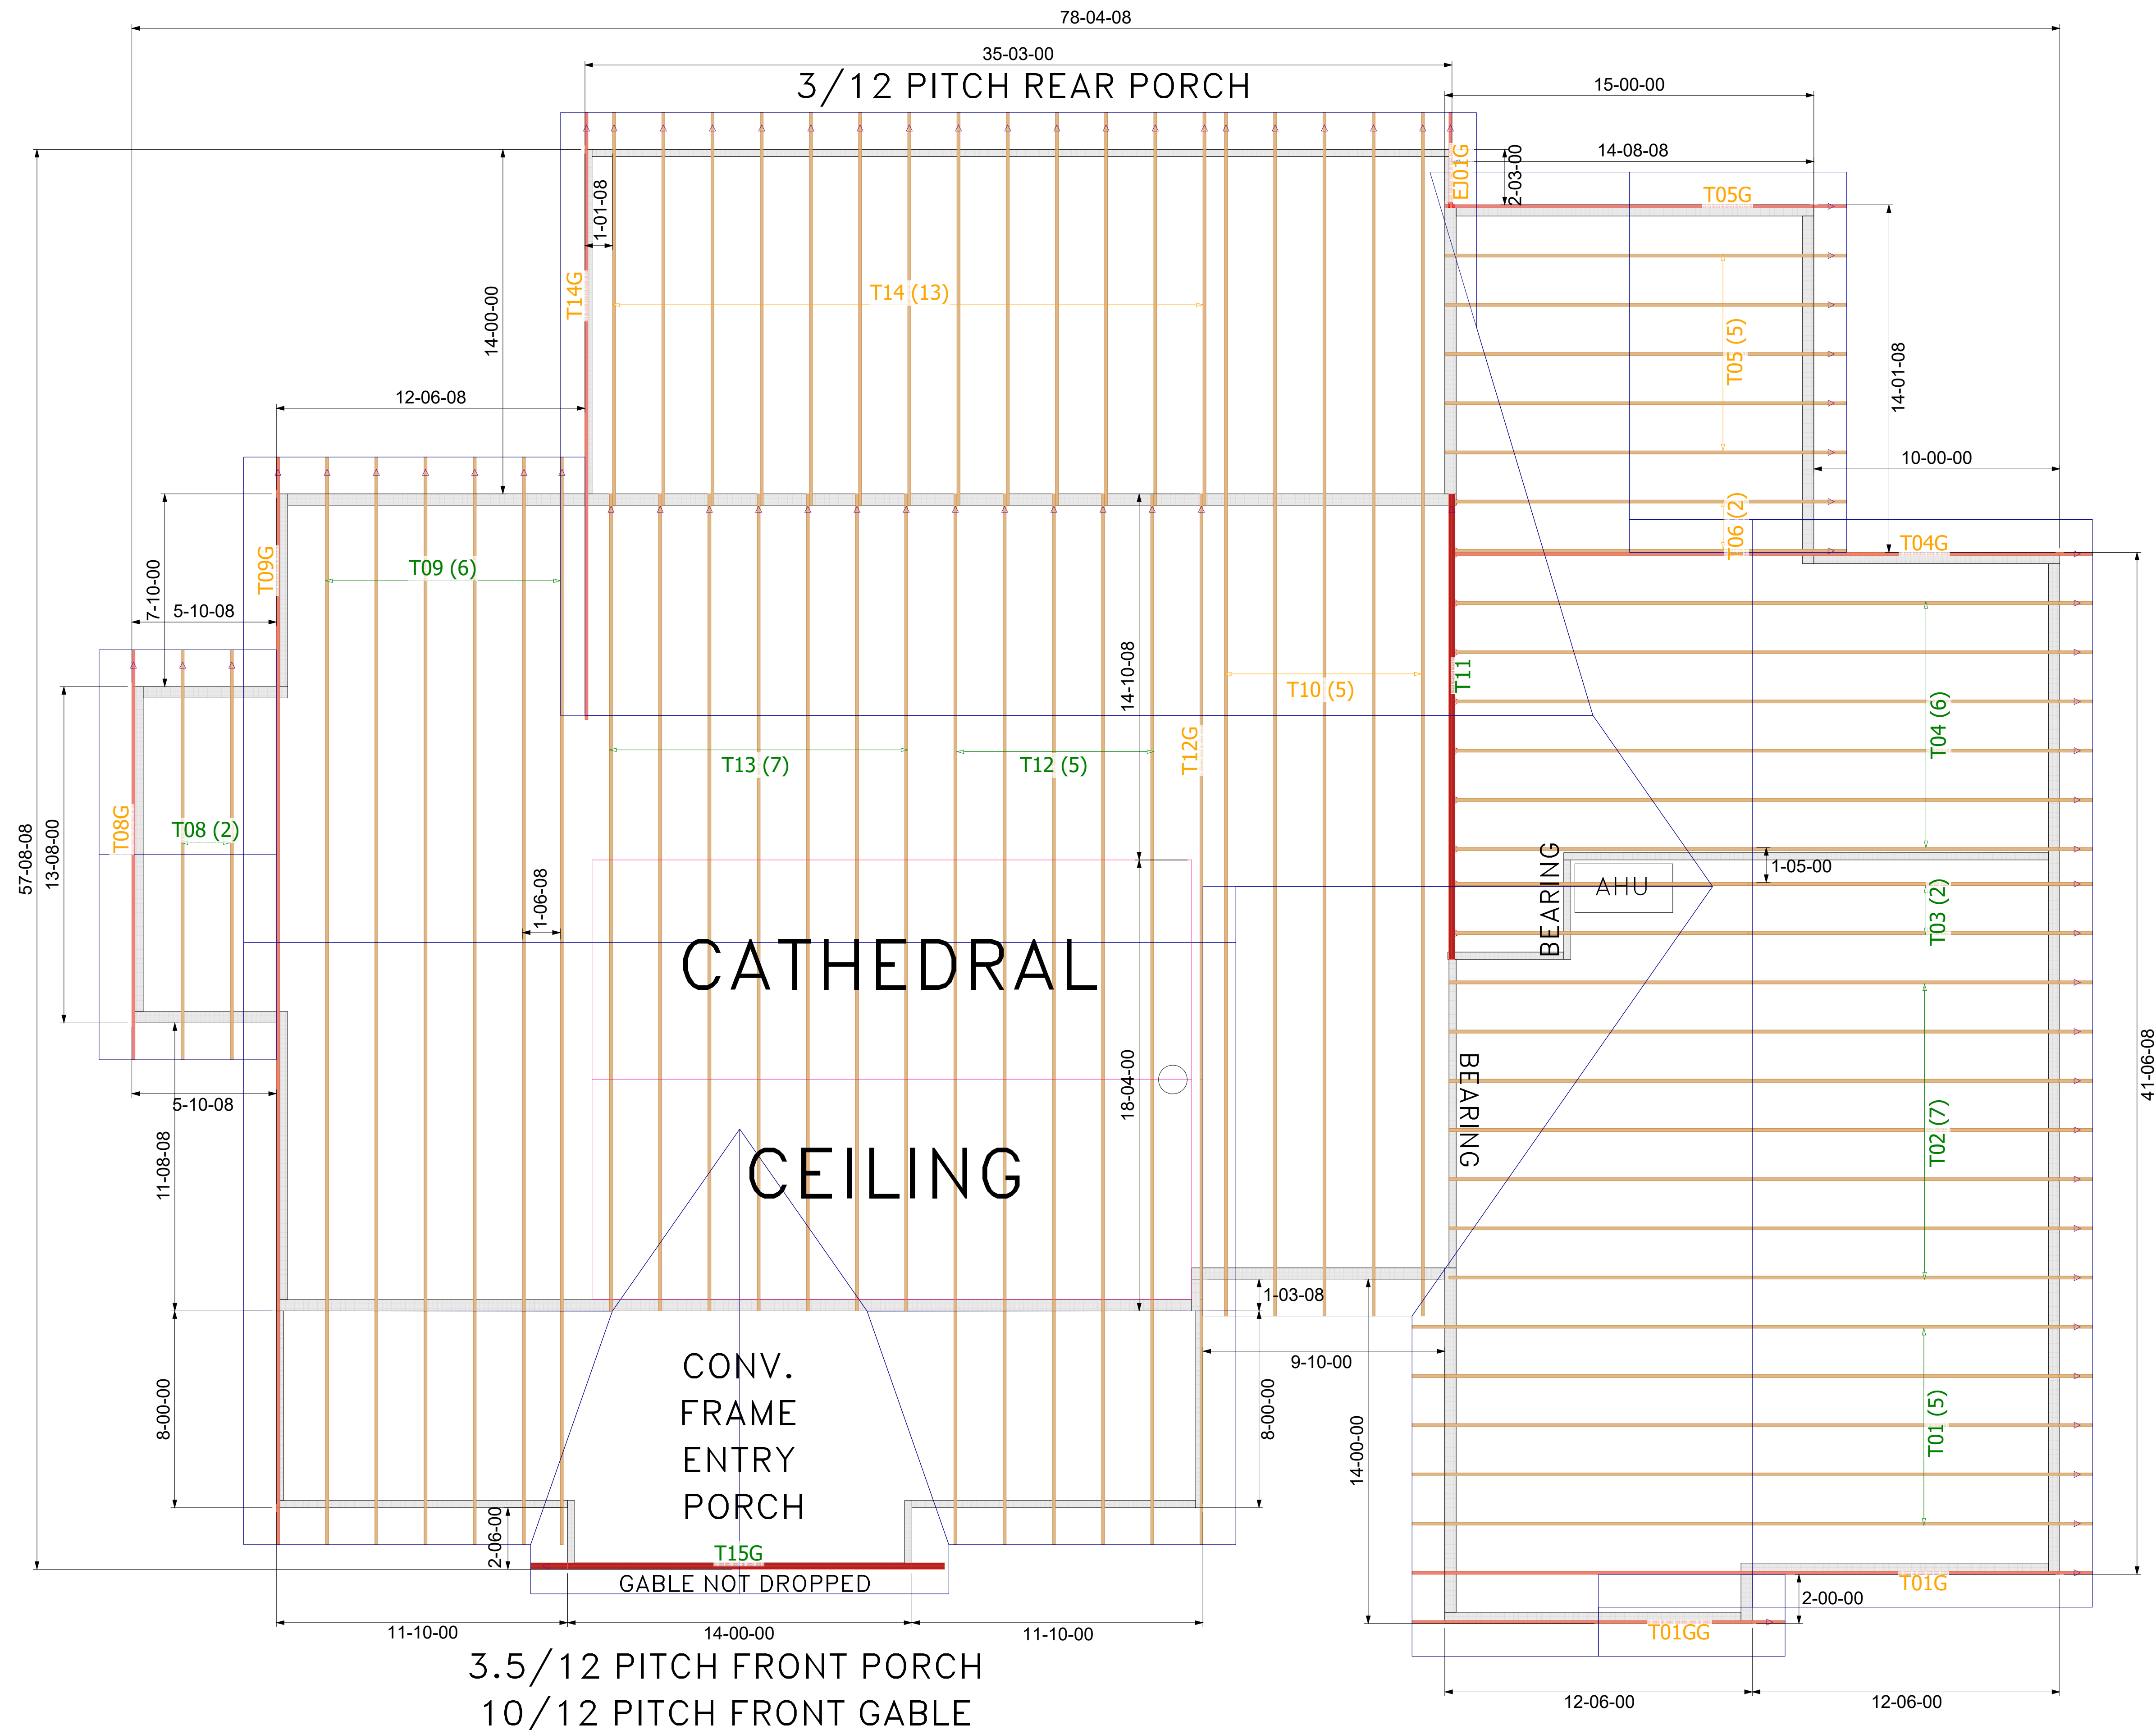 78-04-08
35-03-00
3/12 PITCH REAR PORCH
15-00-00
14-08-08
2-03-00
EJ01G
T05G
1-01-08
T14G
T14 (13)
14-00-00
T05 (5)
14-01-08
12-06-08
10-00-00
T06 (2)
T04G
T09G
T09 (6)
7-10-00
5-10-08
14-10-08
T11
T10 (5)
T04 (6)
T12G
T13 (7)
T12 (5)
T08G
T08 (2)
57-08-08
13-08-00
1-06-08
BEARING
AHU
1-05-00
T03 (2)
CATHEDRAL
CEILING
18-04-00
BEARING
41-06-08
T02 (7)
5-10-08
11-08-08
1-03-08
9-10-00
8-00-00
CONV.
FRAME
ENTRY
PORCH
8-00-00
14-00-00
T01 (5)
2-06-00
T15G
GABLE NOT DROPPED
T01G
2-00-00
T01GG
11-10-00
14-00-00
11-10-00
12-06-00
12-06-00
3.5/12 PITCH FRONT PORCH
10/12 PITCH FRONT GABLE